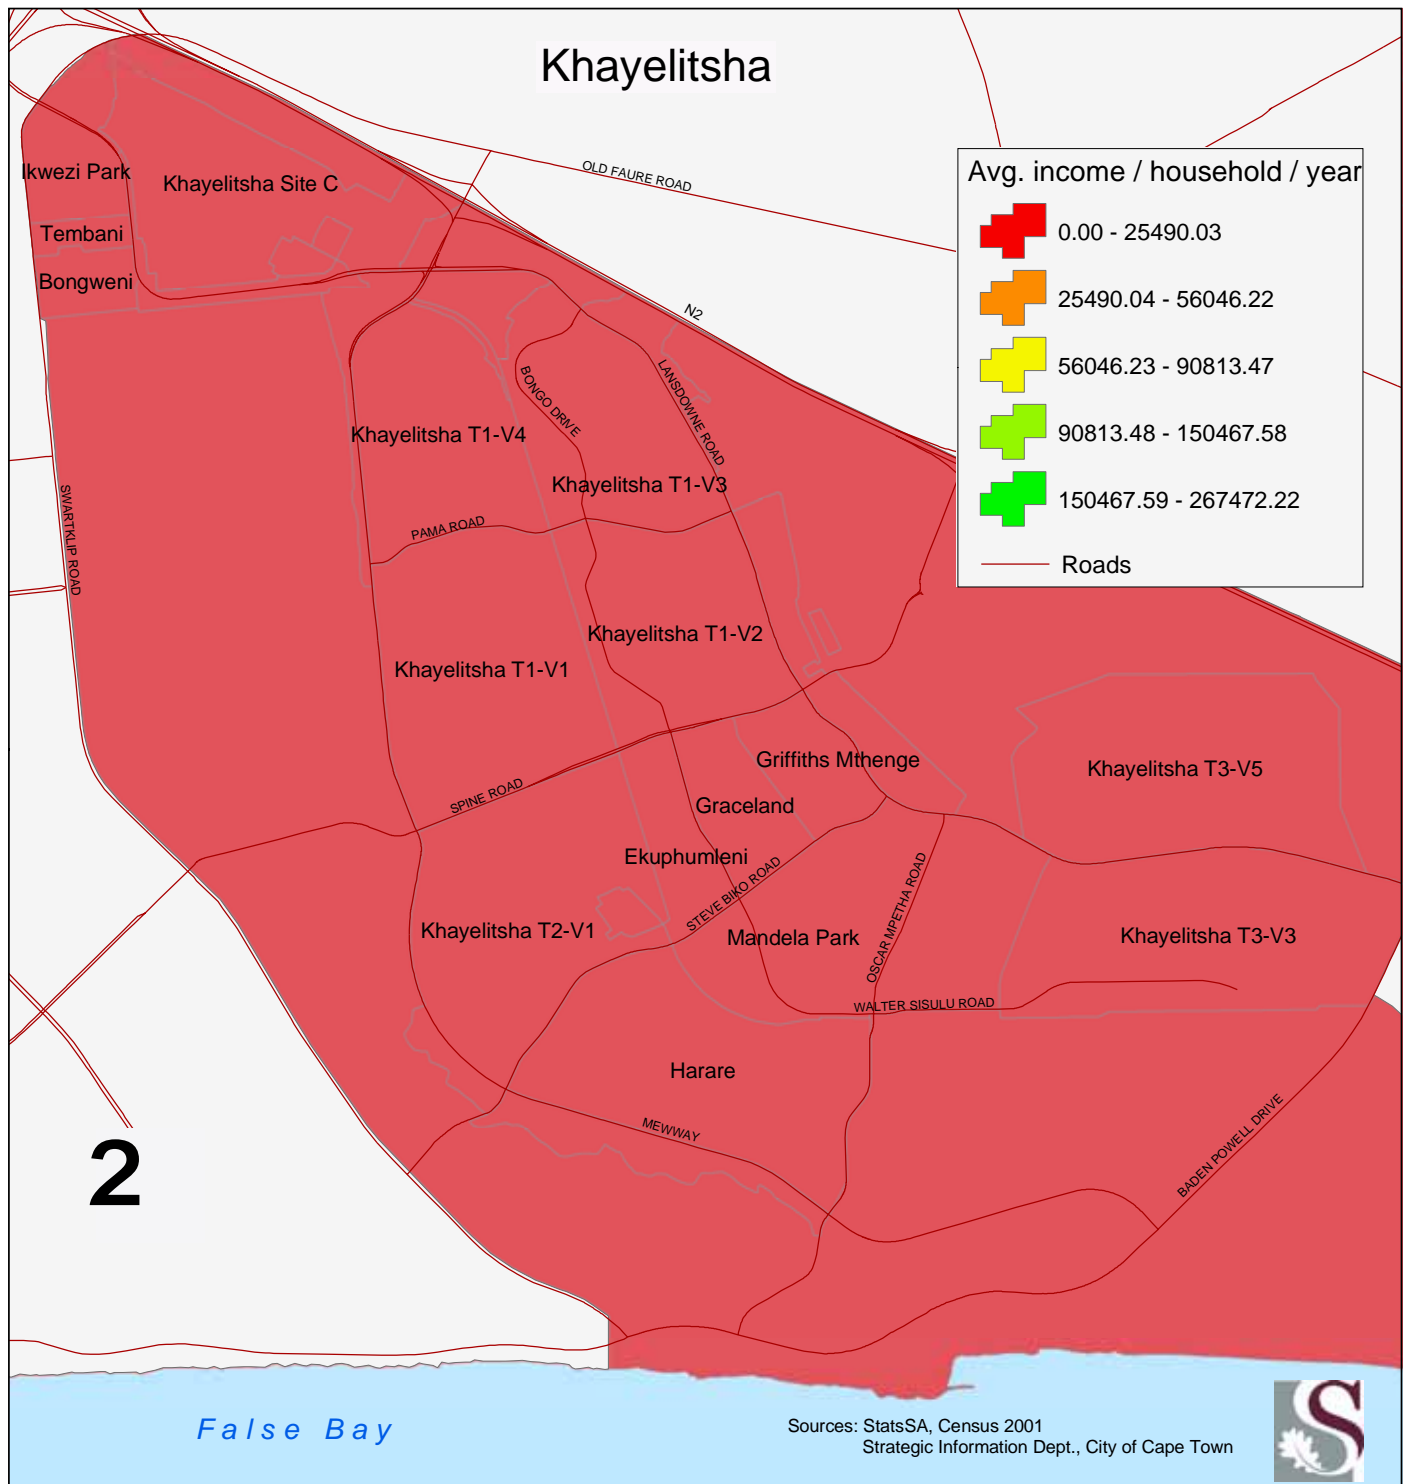 Khayelitsha
OLD FAURE ROAD
Avg. income / household / year
0.00 - 25490.03
25490.04 - 56046.22
56046.23 - 90813.47
90813.48 - 150467.58
150467.59 - 267472.22
Roads
Ikwezi Park
Khayelitsha Site C
Tembani
Bongweni
N2
BONGO DRIVE
LANSDOWNE ROAD
Khayelitsha T1-V4
Khayelitsha T1-V3
SWARTKLIP ROAD
PAMA ROAD
Khayelitsha T1-V2
Khayelitsha T1-V1
Griffiths Mthenge
Khayelitsha T3-V5
SPINE ROAD
Graceland
Ekuphumleni
STEVE BIKO ROAD
OSCAR MPETHA ROAD
Khayelitsha T2-V1
Mandela Park
Khayelitsha T3-V3
WALTER SISULU ROAD
Harare
MEWWAY
BADEN POWELL DRIVE
2
False Bay
Sources: StatsSA, Census 2001
Strategic Information Dept., City of Cape Town
S